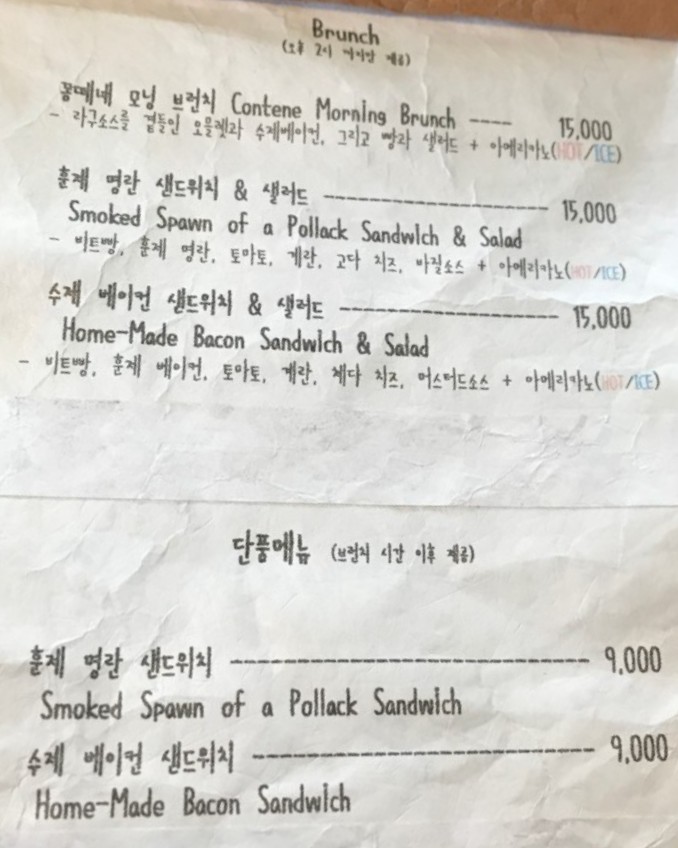 Brunch
(오후 2시 까지만 제공)
꽁떼네 모닝 브런치 Contene Morning Brunch ---- 15,000
- 라구소스를 곁들인 오믈렛과 수제베이컨, 그리고 빵과 샐러드 + 아메리카노(HOT/ICE)
훈제 명란 샌드위치 & 샐러드 ---------------------------- 15,000
Smoked Spawn of a Pollack Sandwich & Salad
- 비트빵, 훈제 명란, 토마토, 계란, 고다 치즈, 바질소스 + 아메리카노(HOT/ICE)
수제 베이컨 샌드위치 & 샐러드 --------------------------- 15,000
Home-Made Bacon Sandwich & Salad
- 비트빵, 훈제 베이컨, 토마토, 계란, 체다 치즈, 머스터드소스 + 아메리카노(HOT/ICE)
단품메뉴 (브런치 시간 이후 제공)
훈제 명란 샌드위치 ------------------------------------ 9,000
Smoked Spawn of a Pollack Sandwich
수제 베이컨 샌드위치 ---------------------------------- 9,000
Home-Made Bacon Sandwich